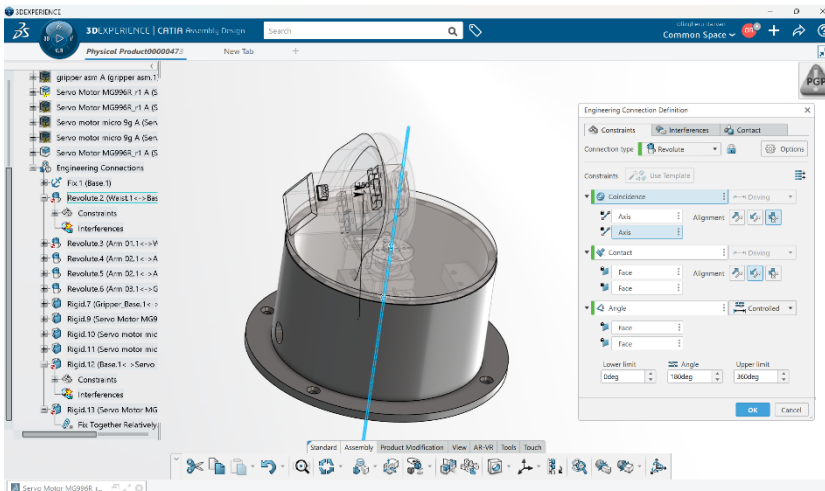 3DEXPERIENCE
3DEXPERIENCE | CATIA Assembly Design
Search
Common Space
Physical Product00000473
New Tab
PGP
gripper asm A (gripper asm.1)
Servo Motor MG996R_r1 A (S
Servo Motor MG996R_r1 A (S
Servo motor micro 9g A (Serv
Servo motor micro 9g A (Serv
Servo Motor MG996R_r1 A (S
Engineering Connections
Fix.1 (Base.1)
Revolute.2 (Weist.1<->Bas
Constraints
Interferences
Revolute.3 (Arm 01.1<->W
Revolute.4 (Arm 02.1<->A
Revolute.5 (Arm 02.1<->A
Revolute.6 (Arm 03.1<->G
Rigid.7 (Gripper_Base.1<->
Rigid.9 (Servo Motor MG9
Rigid.10 (Servo motor mic
Rigid.11 (Servo motor mic
Rigid.12 (Base.1<->Servo
Constraints
Interferences
Rigid.13 (Servo Motor MG
Fix Together Relatively.
Engineering Connection Definition
Constraints
Interferences
Contact
Connection type
Revolute
Options
Constraints
Use Template
Coincidence
Driving
Axis
Alignment
Axis
Contact
Driving
Face
Alignment
Face
Angle
Controlled
Face
Face
Lower limit
Angle
Upper limit
0deg
180deg
360deg
OK
Cancel
Standard
Assembly
Product Modification
View
AR-VR
Tools
Touch
Servo Motor MG996R_r...